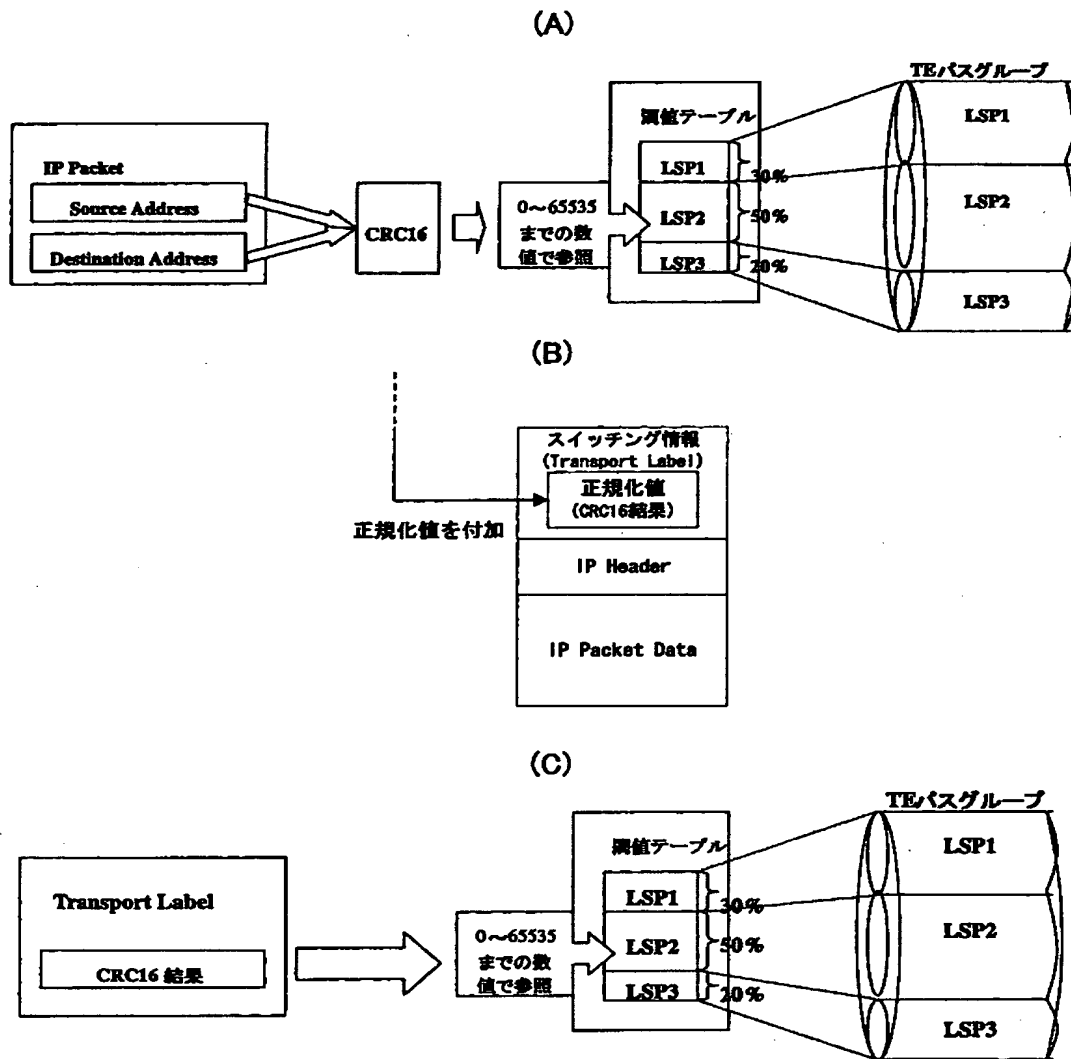 (A)
TEパスグループ
LSP1
LSP2
LSP3
閾値テーブル
LSP1
30%
LSP2
50%
LSP3
20%
IP Packet
Source Address
Destination Address
CRC16
0〜65535
までの数
値で参照
(B)
スイッチング情報
(Transport Label)
正規化値
(CRC16結果)
正規化値を付加
IP Header
IP Packet Data
(C)
TEパスグループ
LSP1
LSP2
LSP3
閾値テーブル
LSP1
30%
LSP2
50%
LSP3
20%
Transport Label
CRC16 結果
0〜65535
までの数
値で参照